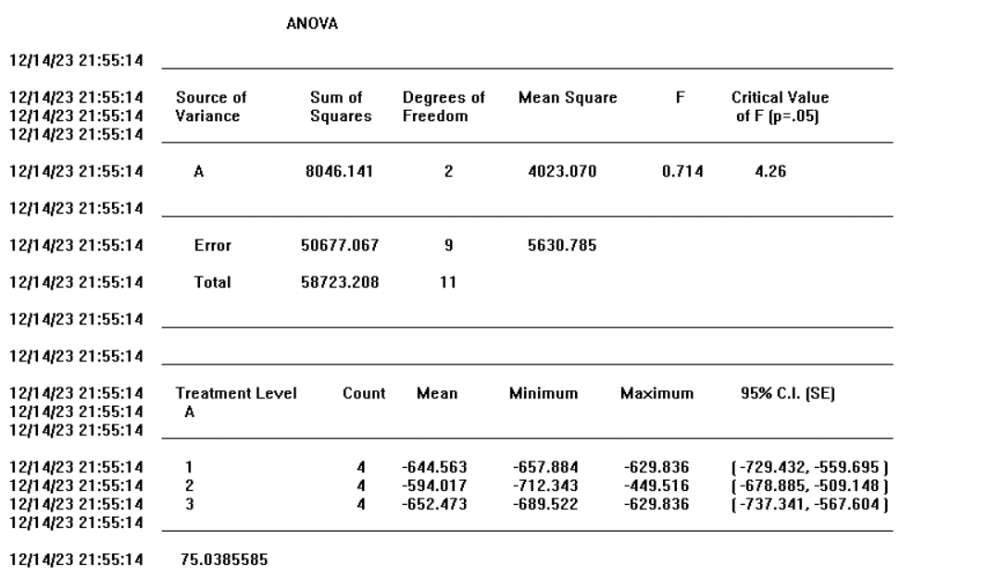 ANOVA
12/14/23 21:55:14
12/14/23 21:55:14 Source of Sum of Degrees of Mean Square F Critical Value
12/14/23 21:55:14 Variance Squares Freedom of F (p=.05)
12/14/23 21:55:14
12/14/23 21:55:14 A 8046.141 2 4023.070 0.714 4.26
12/14/23 21:55:14
12/14/23 21:55:14 Error 50677.067 9 5630.785
12/14/23 21:55:14 Total 58723.208 11
12/14/23 21:55:14
12/14/23 21:55:14
12/14/23 21:55:14 Treatment Level Count Mean Minimum Maximum 95% C.I. (SE)
12/14/23 21:55:14 A
12/14/23 21:55:14
12/14/23 21:55:14 1 4 -644.563 -657.884 -629.836 ( -729.432, -559.695 )
12/14/23 21:55:14 2 4 -594.017 -712.343 -449.516 ( -678.885, -509.148 )
12/14/23 21:55:14 3 4 -652.473 -689.522 -629.836 ( -737.341, -567.604 )
12/14/23 21:55:14
12/14/23 21:55:14 75.0385585